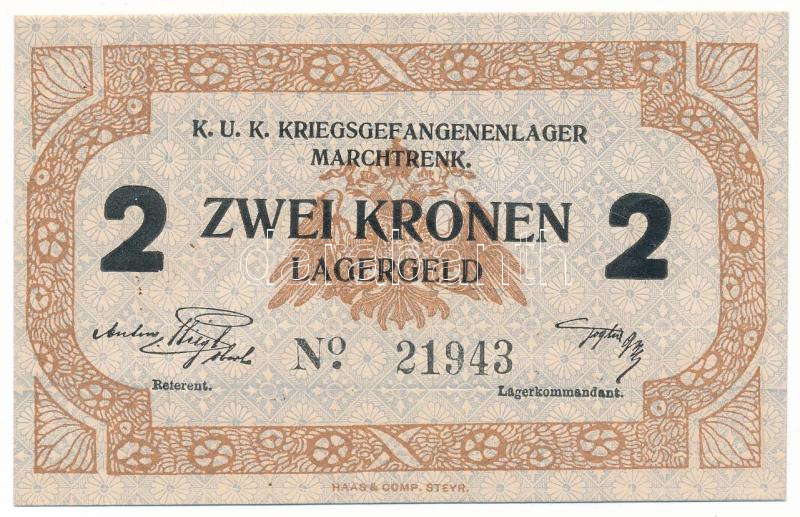 K. U. K. KRIEGSGEFANGENENLAGER
MARCHTRENK.
2 ZWEI KRONEN 2
LAGERGELD
No. 21943
Referent.
Lagerkommandant.
HAAS & COMP. STEYR.